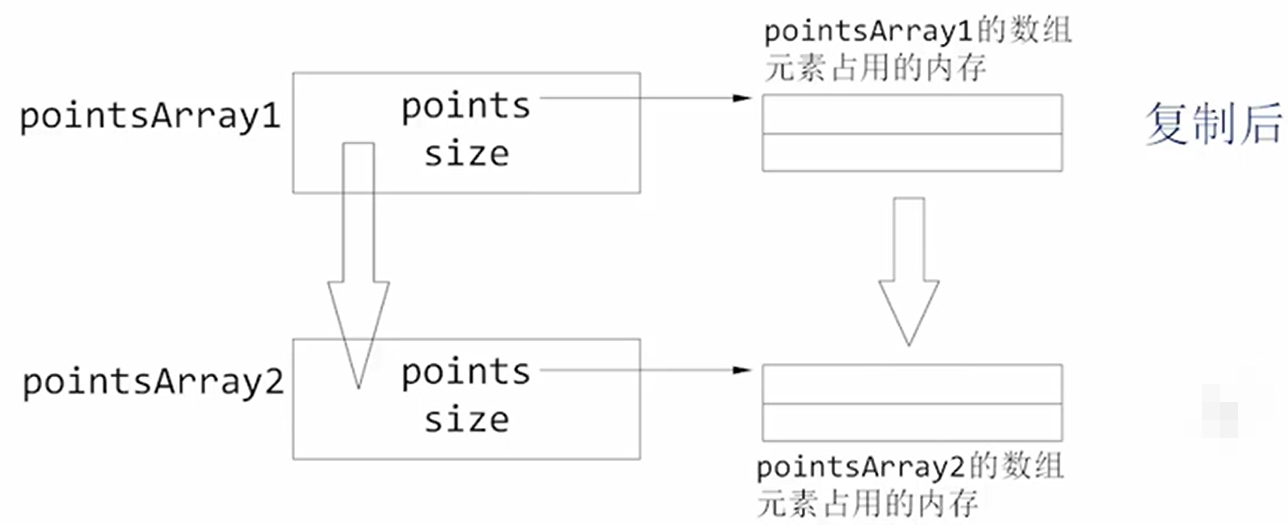 pointsArray1的数组
元素占用的内存
pointsArray1
points
size
复制后
pointsArray2
points
size
pointsArray2的数组
元素占用的内存